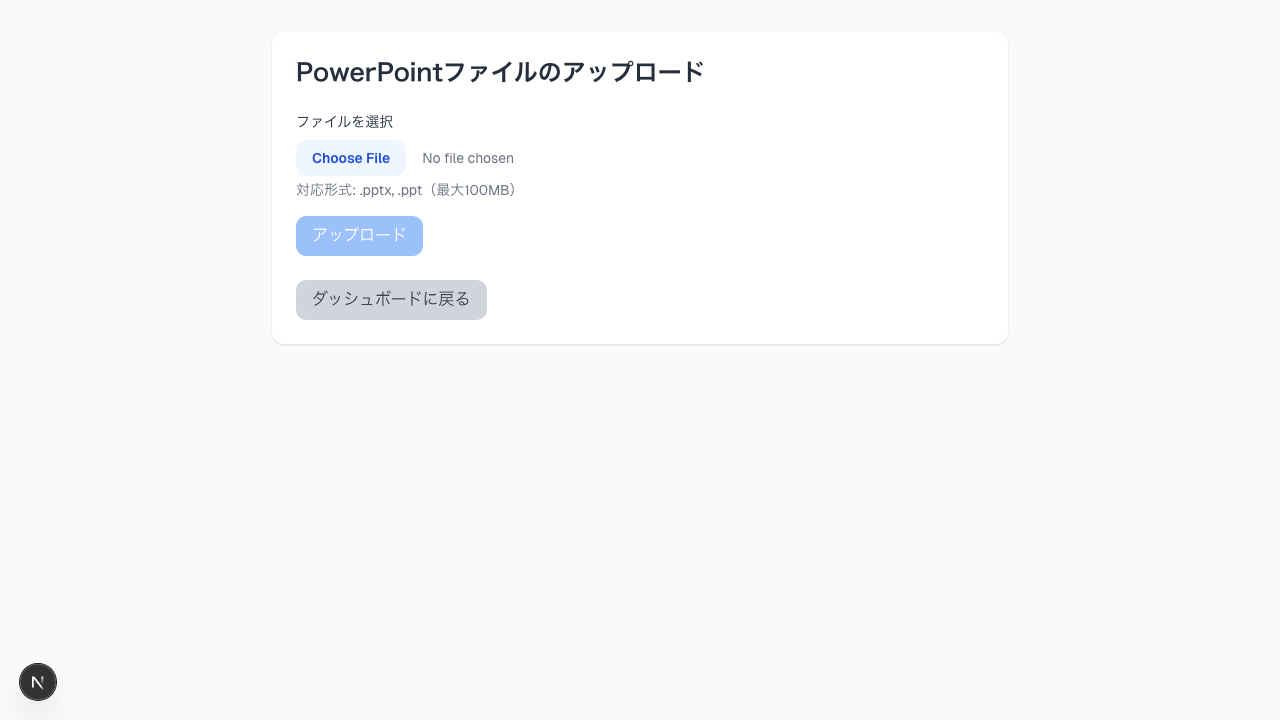 PowerPointファイルのアップロード
ファイルを選択
Choose File No file chosen
対応形式: .pptx, .ppt（最大100MB）
アップロード
ダッシュボードに戻る
N